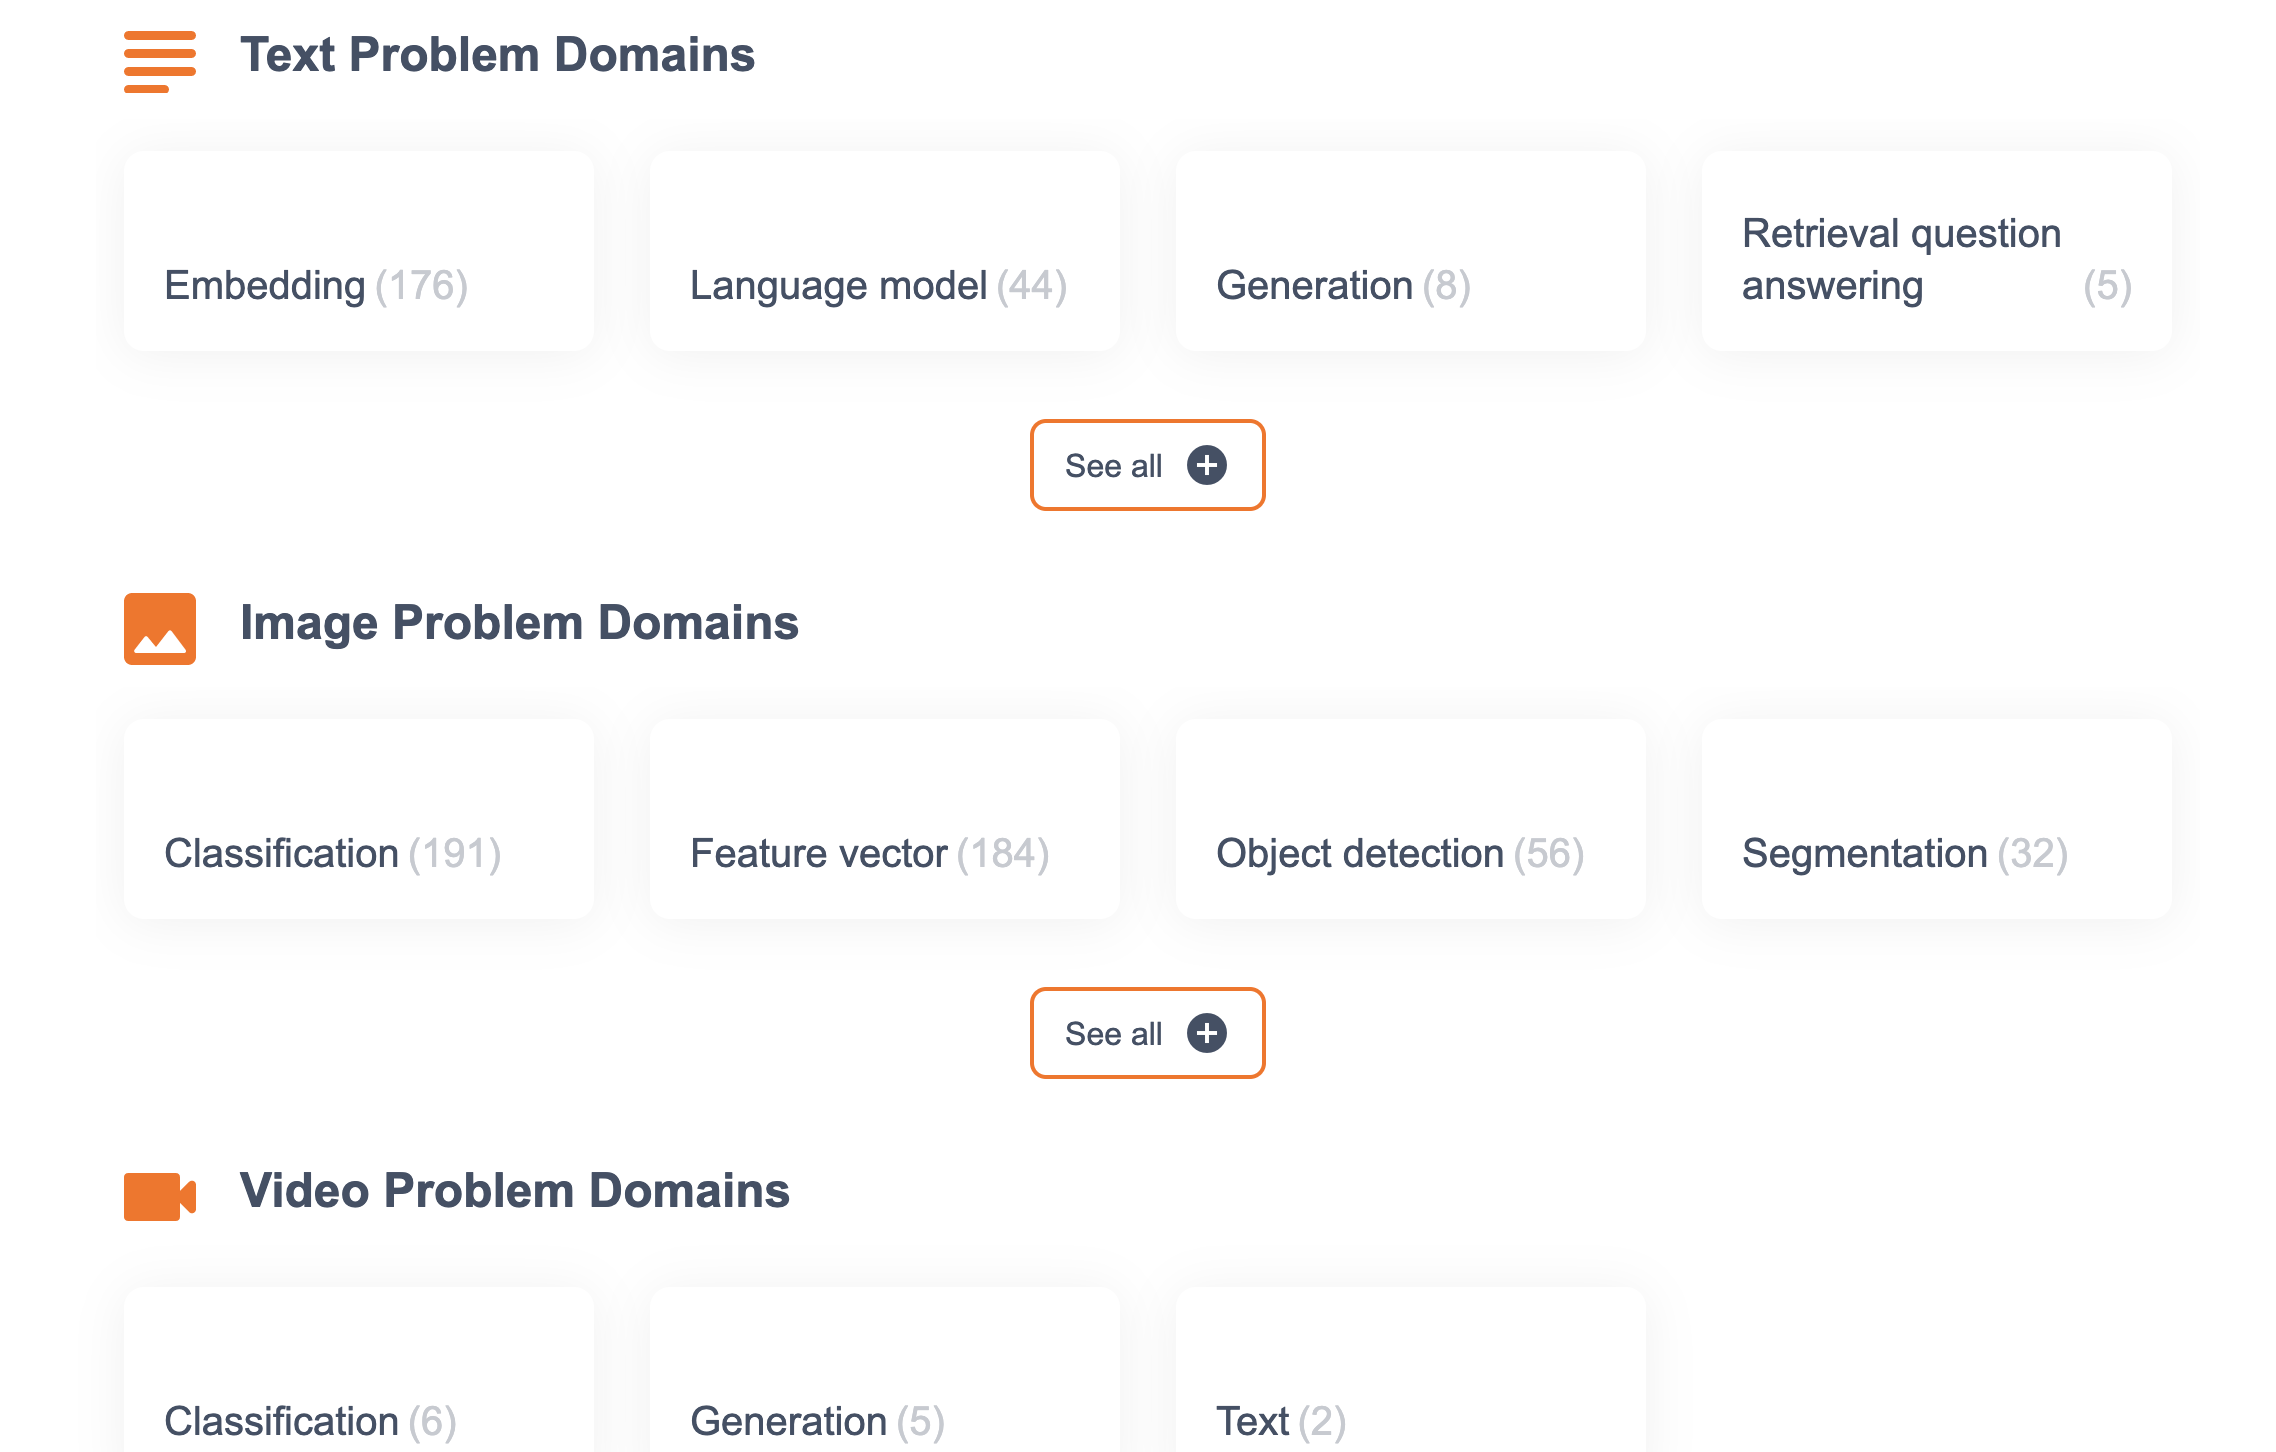 Text Problem Domains
Embedding (176)
Language model (44)
Generation (8)
Retrieval question
answering (5)
See all
Image Problem Domains
Classification (191)
Feature vector (184)
Object detection (56)
Segmentation (32)
See all
Video Problem Domains
Classification (6)
Generation (5)
Text (2)